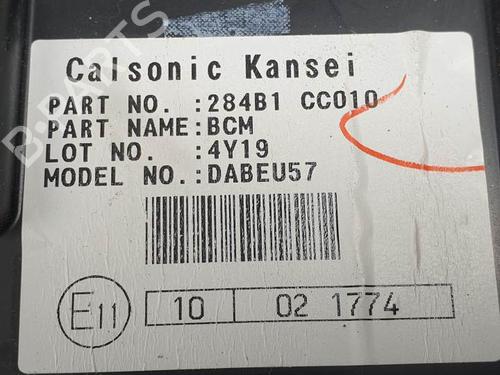 B-PARTS
Calsonic Kansei
PART NO. :284B1 CC010
PART NAME:BCM
LOT NO. :4Y19
MODEL NO.:DABEU57
E11 10 02 1774